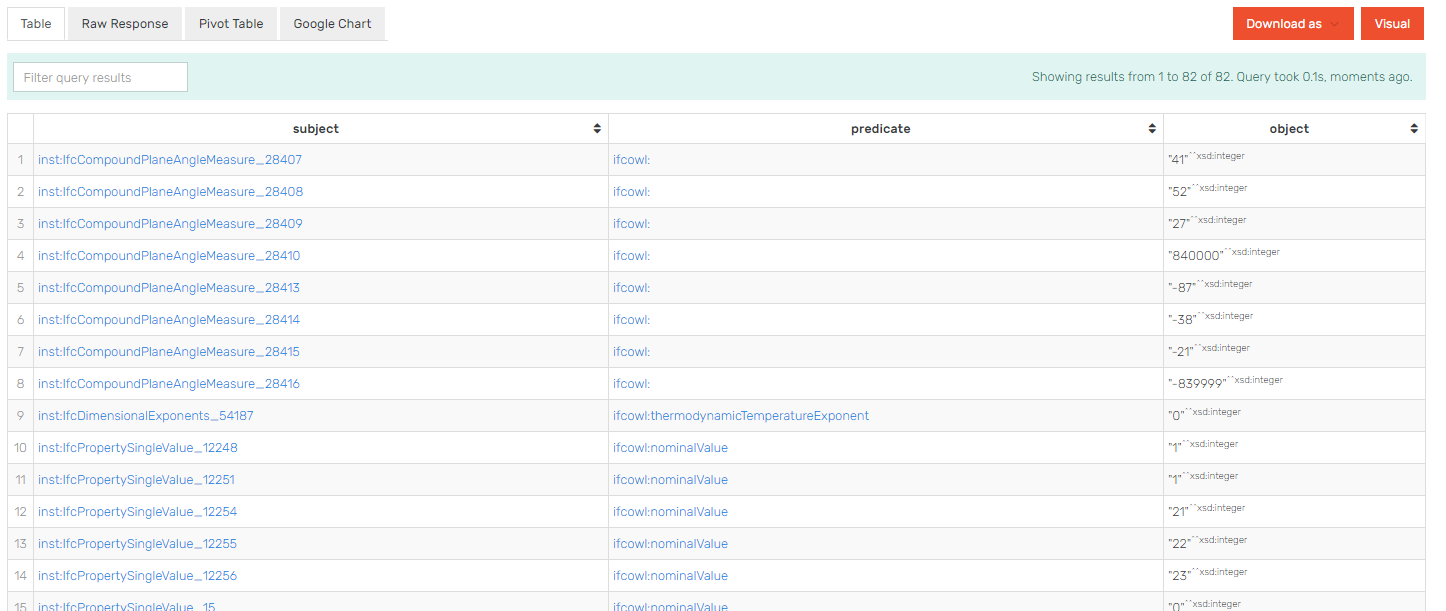 Table Raw Response Pivot Table Google Chart Download as Visual
Filter query results Showing results from 1 to 82 of 82. Query took 0.1s, moments ago.
subject predicate object
1 inst:IfcCompoundPlaneAngleMeasure_28407 ifcowl: "41"^^xsd:integer
2 inst:IfcCompoundPlaneAngleMeasure_28408 ifcowl: "52"^^xsd:integer
3 inst:IfcCompoundPlaneAngleMeasure_28409 ifcowl: "27"^^xsd:integer
4 inst:IfcCompoundPlaneAngleMeasure_28410 ifcowl: "840000"^^xsd:integer
5 inst:IfcCompoundPlaneAngleMeasure_28413 ifcowl: "-87"^^xsd:integer
6 inst:IfcCompoundPlaneAngleMeasure_28414 ifcowl: "-38"^^xsd:integer
7 inst:IfcCompoundPlaneAngleMeasure_28415 ifcowl: "-21"^^xsd:integer
8 inst:IfcCompoundPlaneAngleMeasure_28416 ifcowl: "-839999"^^xsd:integer
9 inst:IfcDimensionalExponents_54187 ifcowl:thermodynamicTemperatureExponent "0"^^xsd:integer
10 inst:IfcPropertySingleValue_12248 ifcowl:nominalValue "1"^^xsd:integer
11 inst:IfcPropertySingleValue_12251 ifcowl:nominalValue "1"^^xsd:integer
12 inst:IfcPropertySingleValue_12254 ifcowl:nominalValue "21"^^xsd:integer
13 inst:IfcPropertySingleValue_12255 ifcowl:nominalValue "22"^^xsd:integer
14 inst:IfcPropertySingleValue_12256 ifcowl:nominalValue "23"^^xsd:integer
15 inst:IfcPropertySingleValue_15 ifcowl:nominalValue "0"^^xsd:integer